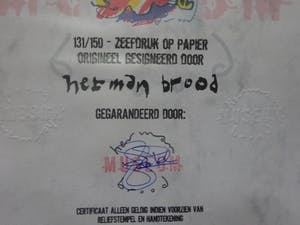 131/150 - ZEEFDRUK OP PAPIER
ORIGINEEL GESIGNEERD DOOR
herman brood
GEGARANDEERD DOOR:
MUSEUM
CERTIFICAAT ALLEEN GELDIG INDIEN VOORZIEN VAN
RELIEFSTEMPEL EN HANDTEKENING